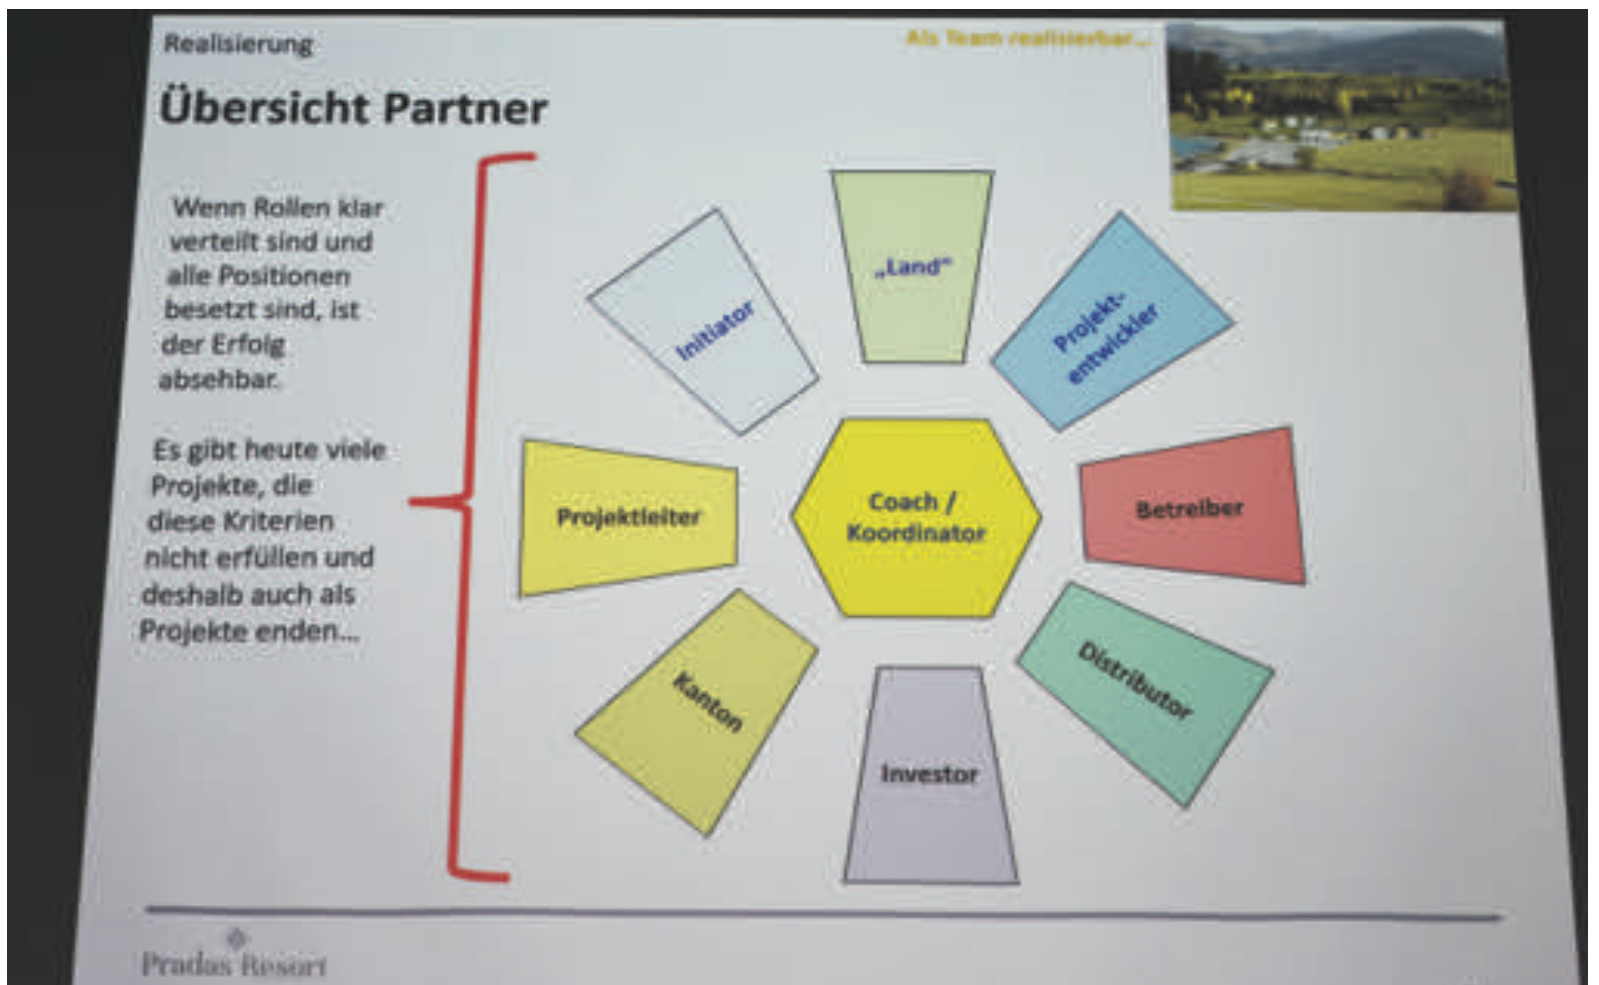 Realisierung
Als Team realisierbar...
Übersicht Partner
Wenn Rollen klar
verteilt sind und
alle Positionen
besetzt sind, ist
der Erfolg
absehbar.
Es gibt heute viele
Projekte, die
diese Kriterien
nicht erfüllen und
deshalb auch als
Projekte enden...
„Land“
Initiator
Projekt-
entwickler
Projektleiter
Coach /
Koordinator
Betreiber
Kanton
Distributor
Investor
Pradas Resort